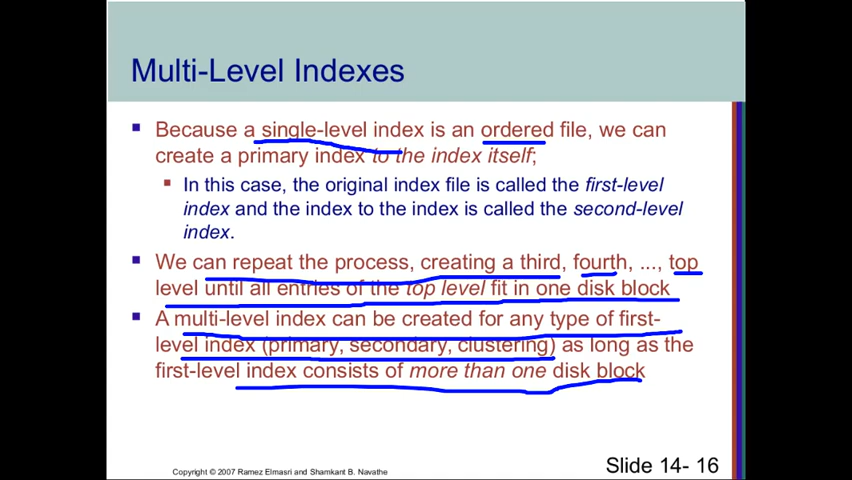 Multi-Level Indexes
Because a single-level index is an ordered file, we can
create a primary index to the index itself;
In this case, the original index file is called the first-level
index and the index to the index is called the second-level
index.
We can repeat the process, creating a third, fourth, ..., top
level until all entries of the top level fit in one disk block
A multi-level index can be created for any type of first-
level index (primary, secondary, clustering) as long as the
first-level index consists of more than one disk block
Copyright © 2007 Ramez Elmasri and Shamkant B. Navathe
Slide 14- 16